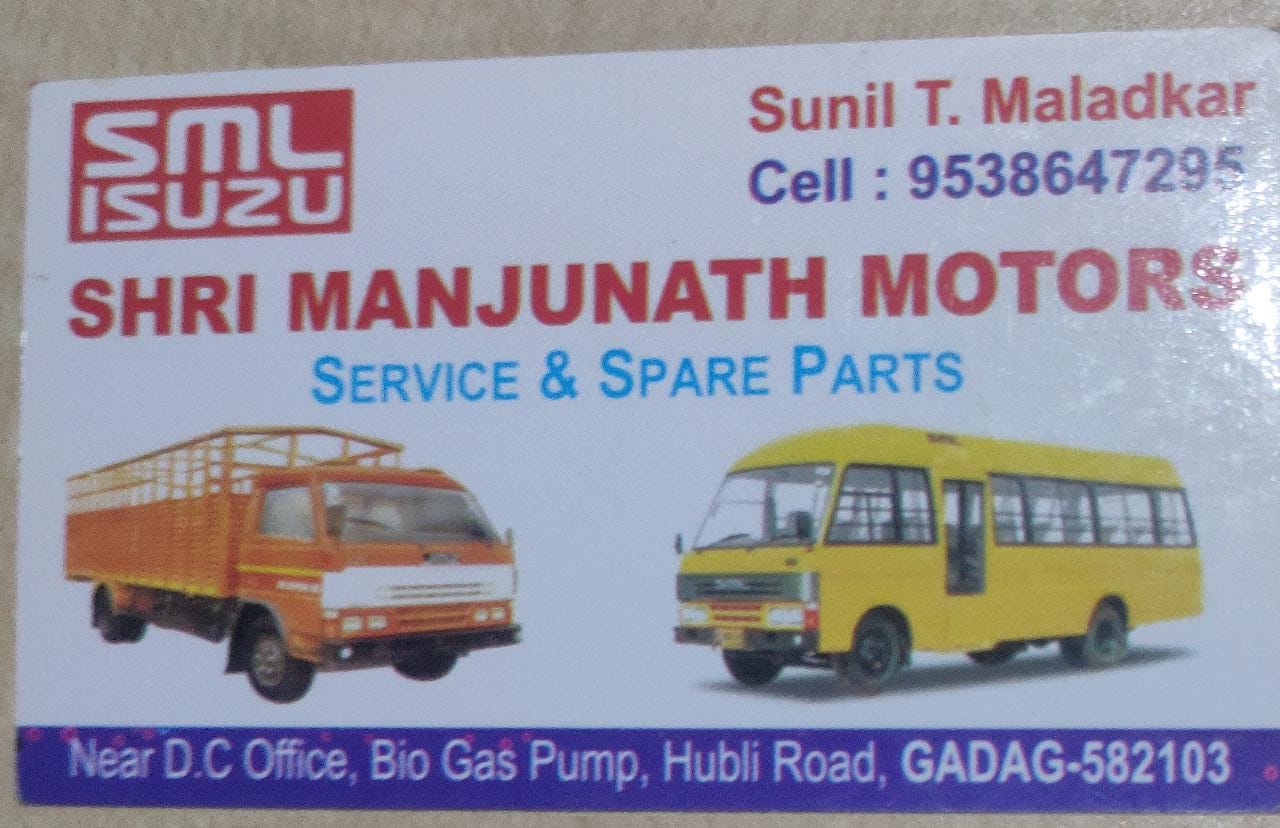 SML
ISUZU
Sunil T. Maladkar
Cell : 9538647295
SHRI MANJUNATH MOTORS
SERVICE & SPARE PARTS
Near D.C Office, Bio Gas Pump, Hubli Road, GADAG-582103